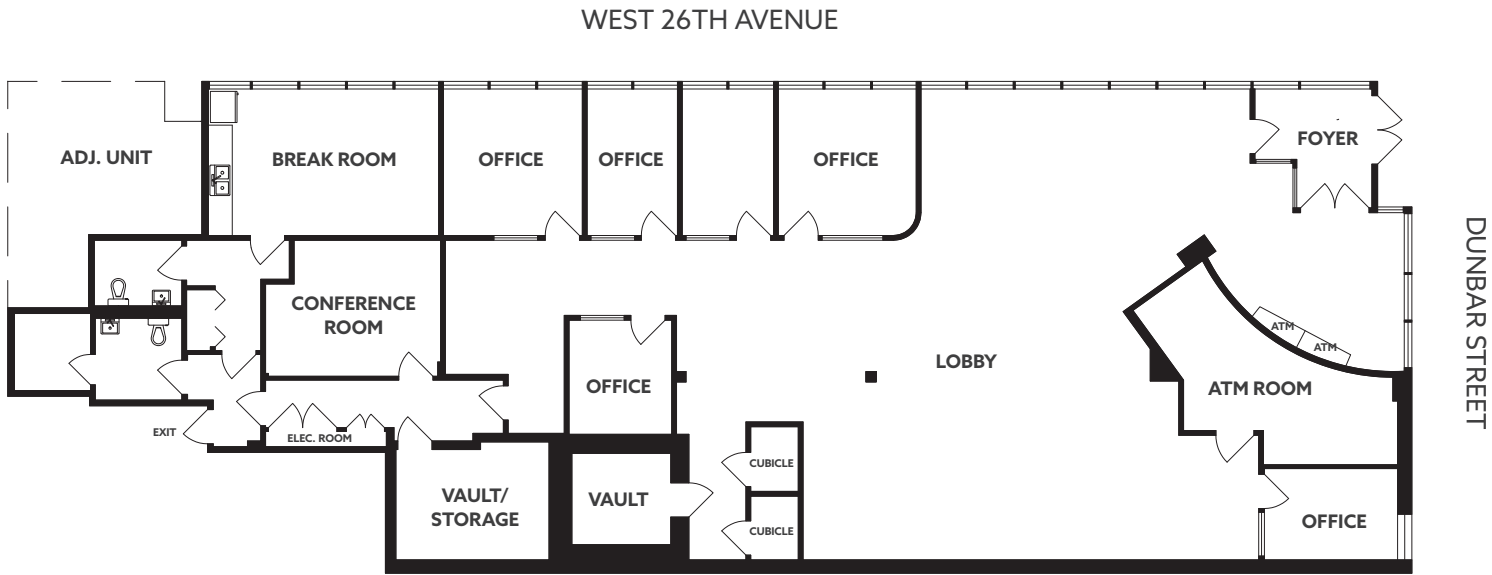 WEST 26TH AVENUE
ADJ. UNIT
BREAK ROOM
OFFICE
OFFICE
OFFICE
FOYER
DUNBAR STREET
CONFERENCE
ROOM
ATM
ATM
LOBBY
OFFICE
ATM ROOM
EXIT
ELEC. ROOM
CUBICLE
VAULT/
STORAGE
VAULT
OFFICE
CUBICLE